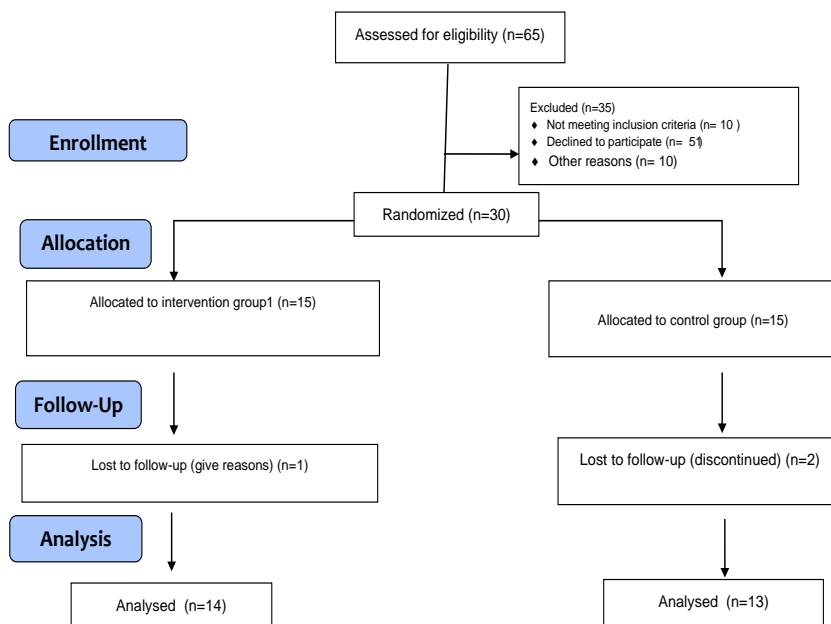 Assessed for eligibility (n=65)
Enrollment
Excluded (n=35)
♦ Not meeting inclusion criteria (n= 10 )
♦ Declined to participate (n= 51)
♦ Other reasons (n= 10)
Randomized (n=30)
Allocation
Allocated to intervention group1 (n=15)
Allocated to control group (n=15)
Follow-Up
Lost to follow-up (give reasons) (n=1)
Lost to follow-up (discontinued) (n=2)
Analysis
Analysed (n=14)
Analysed (n=13)